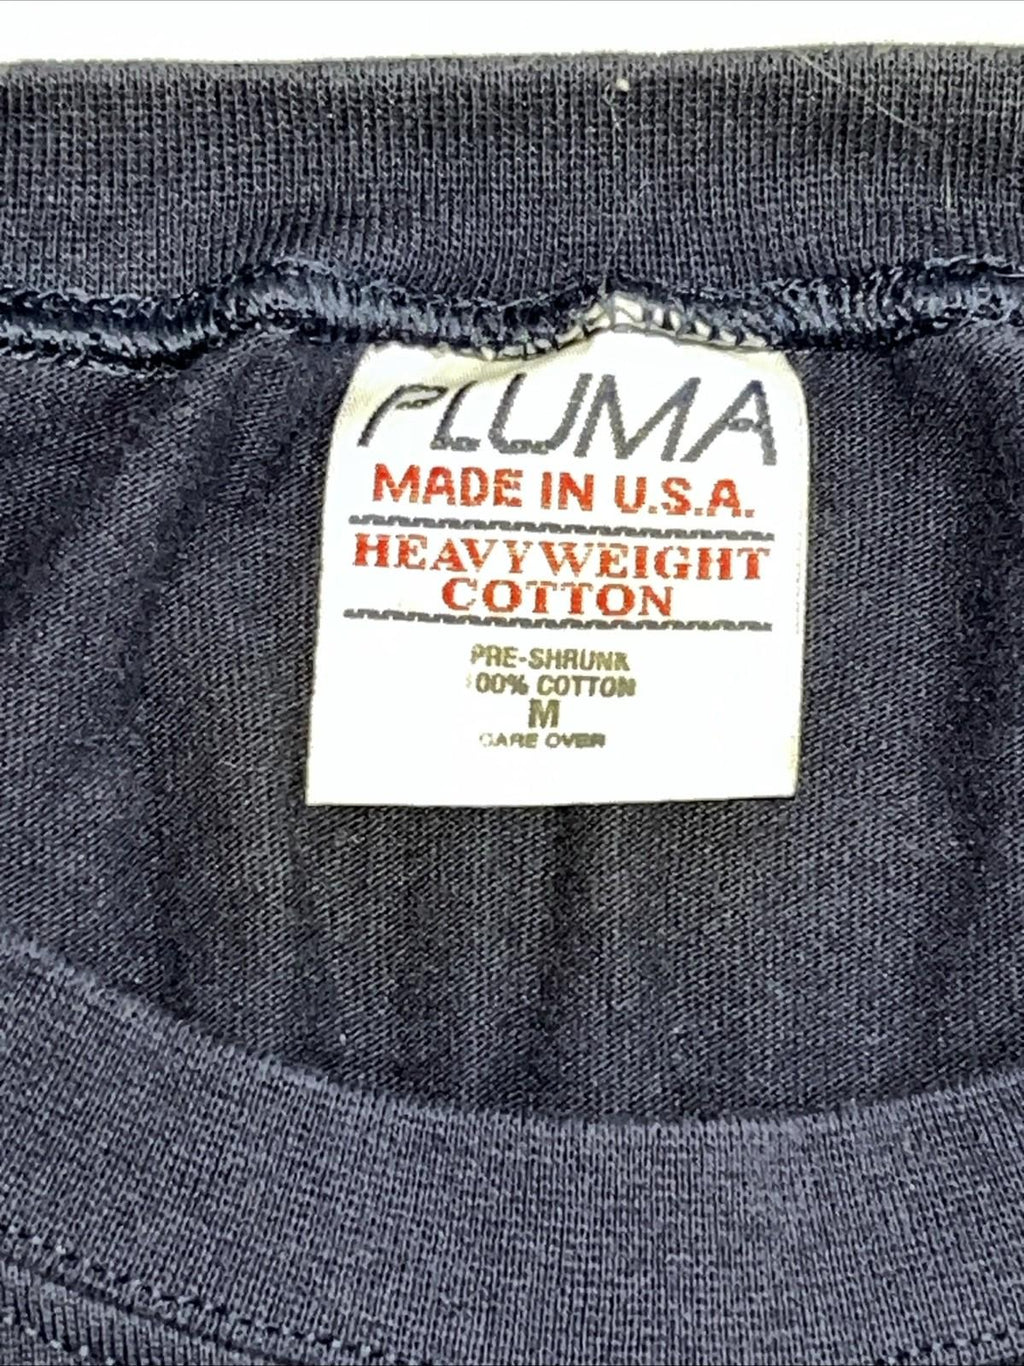 PLUMA
MADE IN U.S.A.
HEAVYWEIGHT
COTTON
PRE-SHRUNK
100% COTTON
M
CARE OVER